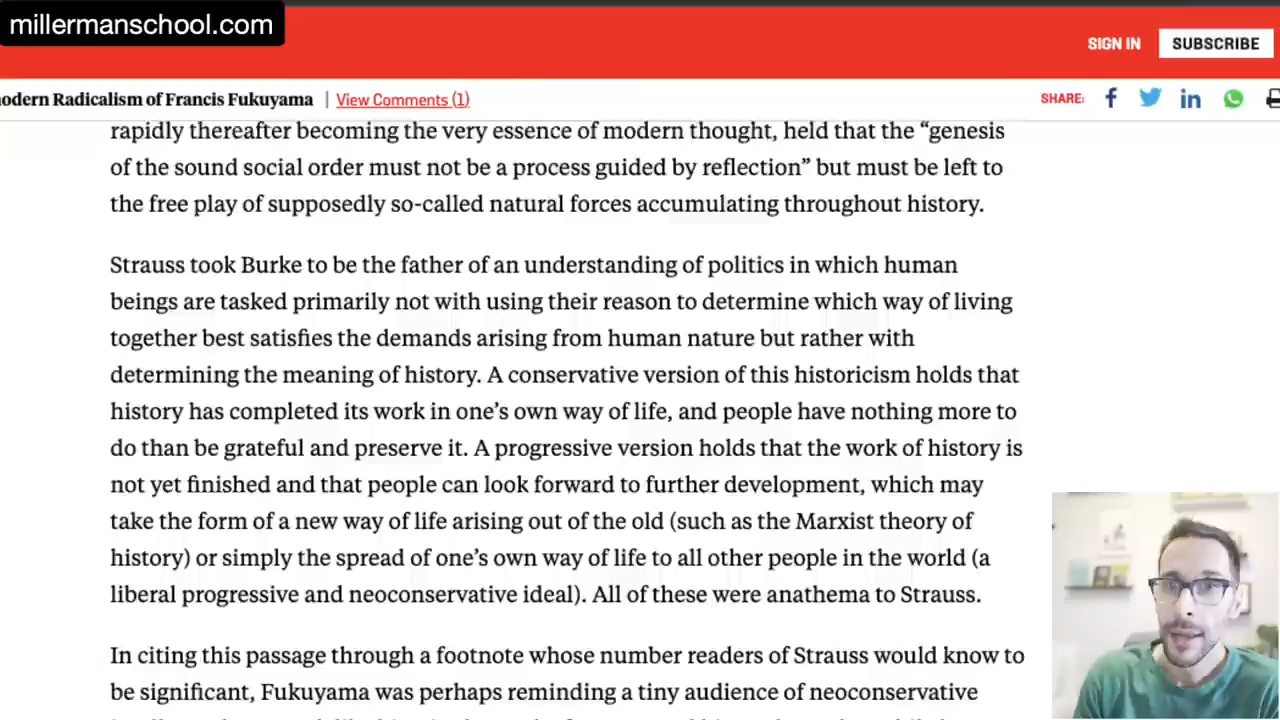 millermanschool.com
SIGN IN
SUBSCRIBE
odern Radicalism of Francis Fukuyama | View Comments (1)
SHARE:
rapidly thereafter becoming the very essence of modern thought, held that the “genesis
of the sound social order must not be a process guided by reflection” but must be left to
the free play of supposedly so-called natural forces accumulating throughout history.
Strauss took Burke to be the father of an understanding of politics in which human
beings are tasked primarily not with using their reason to determine which way of living
together best satisfies the demands arising from human nature but rather with
determining the meaning of history. A conservative version of this historicism holds that
history has completed its work in one’s own way of life, and people have nothing more to
do than be grateful and preserve it. A progressive version holds that the work of history is
not yet finished and that people can look forward to further development, which may
take the form of a new way of life arising out of the old (such as the Marxist theory of
history) or simply the spread of one’s own way of life to all other people in the world (a
liberal progressive and neoconservative ideal). All of these were anathema to Strauss.
In citing this passage through a footnote whose number readers of Strauss would know to
be significant, Fukuyama was perhaps reminding a tiny audience of neoconservative